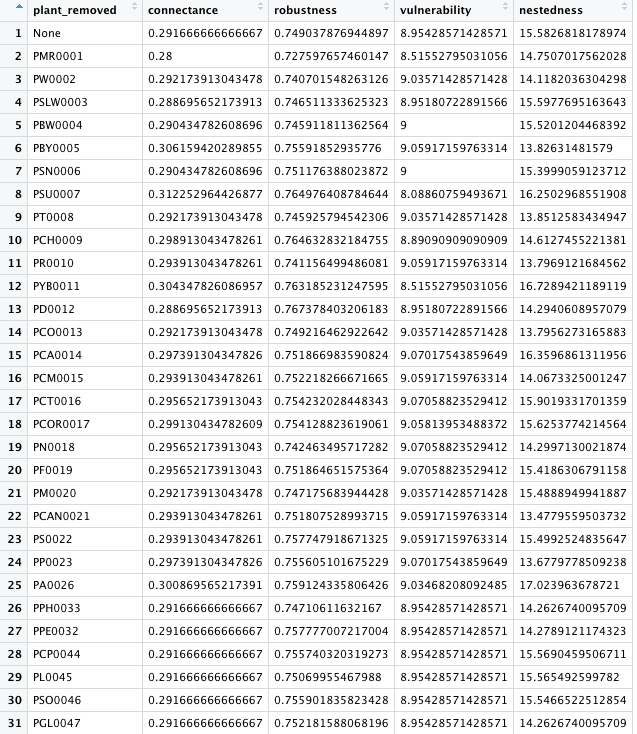 plant_removed connectance robustness vulnerability nestedness
1 None 0.291666666666667 0.749037876944897 8.95428571428571 15.5826818178974
2 PMR0001 0.28 0.727597657460147 8.51552795031056 14.7507017562028
3 PW0002 0.292173913043478 0.740701548263126 9.03571428571428 14.1182036304298
4 PSLW0003 0.288695652173913 0.746511333625323 8.95180722891566 15.5977695163643
5 PBW0004 0.290434782608696 0.745911811362564 9 15.5201204468392
6 PBY0005 0.306159420289855 0.75591852935776 9.05917159763314 13.82631481579
7 PSN0006 0.290434782608696 0.751176388023872 9 15.3999059123712
8 PSU0007 0.312252964426877 0.764976408784644 8.08860759493671 16.2502968551908
9 PT0008 0.292173913043478 0.745925794542306 9.03571428571428 13.8512583434947
10 PCH0009 0.298913043478261 0.764632832184755 8.89090909090909 14.6127455221381
11 PR0010 0.293913043478261 0.741156499486081 9.05917159763314 13.7969121684562
12 PYB0011 0.304347826086957 0.763185231247595 8.51552795031056 16.7289421189119
13 PD0012 0.288695652173913 0.767378403206183 8.95180722891566 14.2940608957079
14 PCO0013 0.292173913043478 0.749216462922642 9.03571428571428 13.7956273165883
15 PCA0014 0.297391304347826 0.751866983590824 9.07017543859649 16.3596861311956
16 PCM0015 0.293913043478261 0.752218266671665 9.05917159763314 14.0673325001247
17 PCT0016 0.295652173913043 0.754232028448343 9.07058823529412 15.9019331701359
18 PCOR0017 0.299130434782609 0.754128823619061 9.05813953488372 15.6253774214564
19 PN0018 0.295652173913043 0.742463495717282 9.07058823529412 14.2997130021874
20 PF0019 0.295652173913043 0.751864651575364 9.07058823529412 15.4186306791158
21 PM0020 0.292173913043478 0.747175683944428 9.03571428571428 15.4888949941887
22 PCAN0021 0.293913043478261 0.751807528993715 9.05917159763314 13.4779559503732
23 PS0022 0.293913043478261 0.757747918671325 9.05917159763314 15.4992524835647
24 PP0023 0.297391304347826 0.755605101675229 9.07017543859649 13.6779778509238
25 PA0026 0.300869565217391 0.759124335806426 9.03468208092485 17.023963678721
26 PPH0033 0.291666666666667 0.74710611632167 8.95428571428571 14.2626740095709
27 PPE0032 0.291666666666667 0.757777007217004 8.95428571428571 14.2789121174323
28 PCP0044 0.291666666666667 0.755740320319273 8.95428571428571 15.5690459506711
29 PL0045 0.291666666666667 0.75069955467988 8.95428571428571 15.565492599782
30 PSO0046 0.291666666666667 0.755901835823428 8.95428571428571 15.5466522512854
31 PGL0047 0.291666666666667 0.752181588068196 8.95428571428571 14.2626740095709